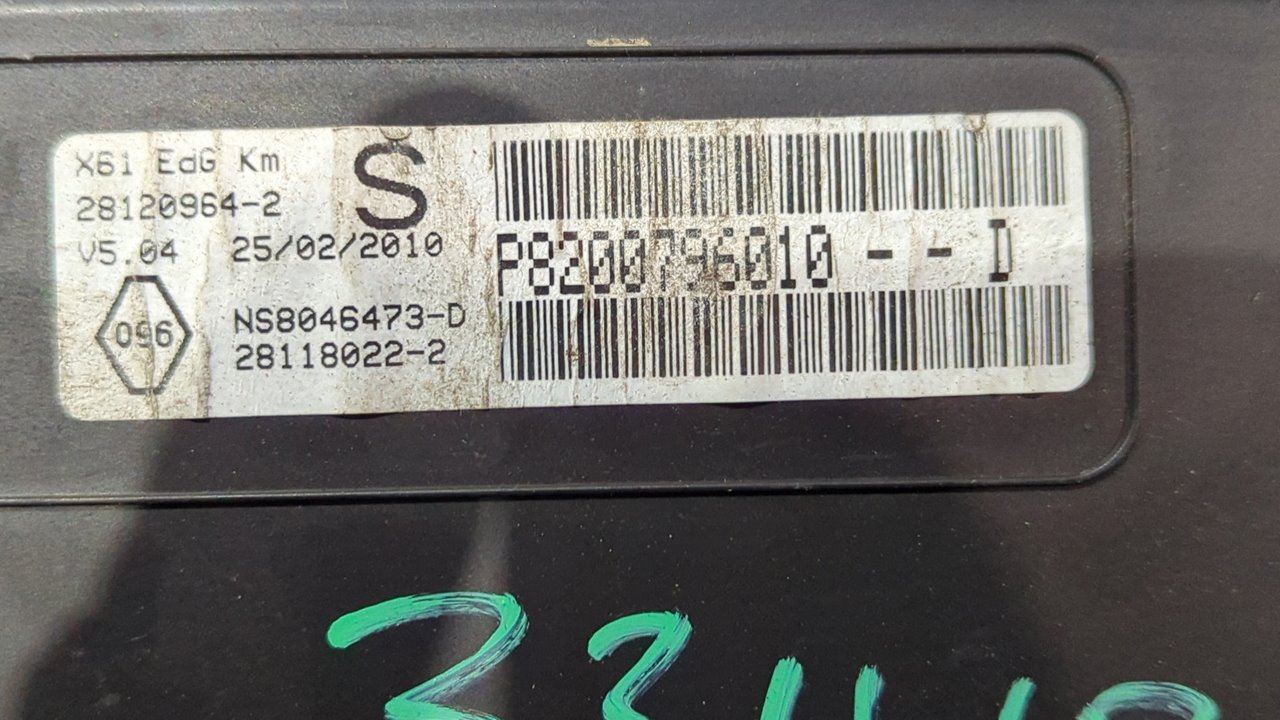 X61 EdG Km
S
28120964-2
V5.04 25/02/2010
P8200796010 - - D
096
NS8046473-D
28118022-2